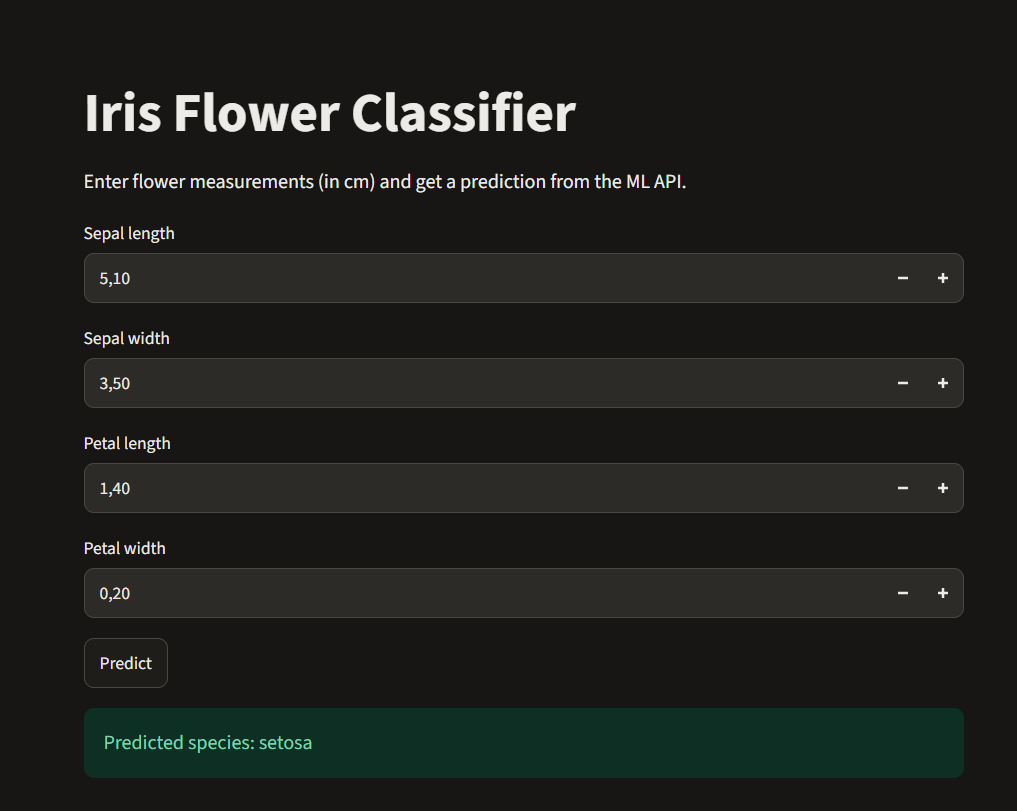 Iris Flower Classifier
Enter flower measurements (in cm) and get a prediction from the ML API.
Sepal length
5,10
Sepal width
3,50
Petal length
1,40
Petal width
0,20
Predict
Predicted species: setosa